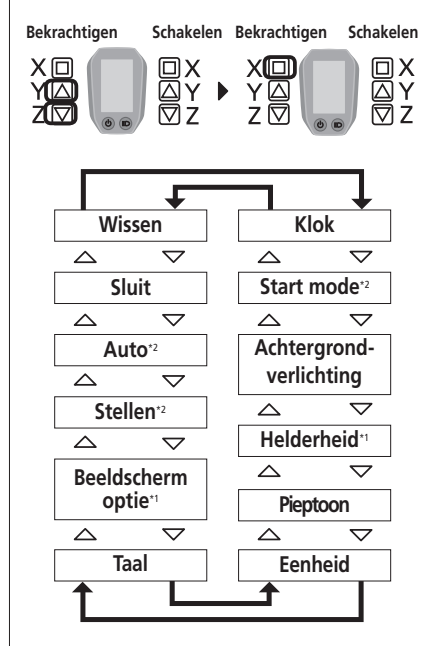 Bekrachtigen Schakelen Bekrachtigen Schakelen
X X X X
Y Y Y Y
Z Z Z Z
Wissen
Sluit
Auto*2
Stellen*2
Beeldscherm
optie*1
Taal
Klok
Start mode*2
Achtergrond-
verlichting
Helderheid*1
Pieptoon
Eenheid